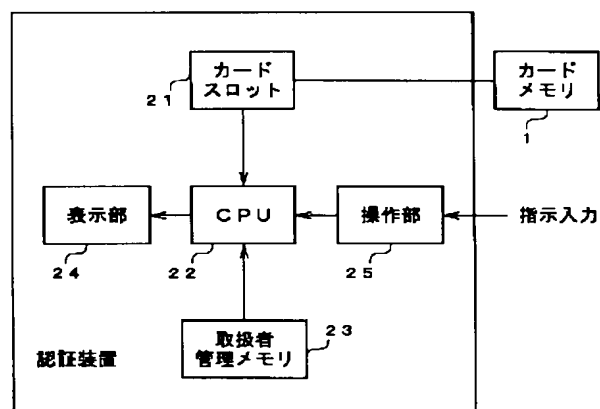 カード
スロット
21
カード
メモリ
1
表示部
24
CPU
22
操作部
25
指示入力
取扱者
管理メモリ
23
認証装置